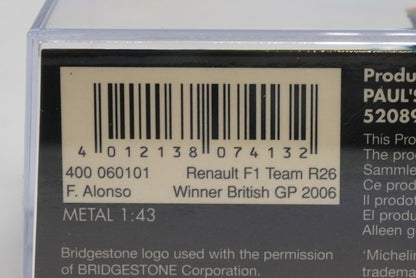 4 012138 074132
400 060101 Renault F1 Team R26
F. Alonso Winner British GP 2006
METAL 1:43
Bridgestone logo used with the permission
of BRIDGESTONE Corporation.
Produ
PAUL'S
52089
This Pro
The pro
Sammle
Ce prod
Il prodot
El produ
Alleen g
'Micheli
tradema